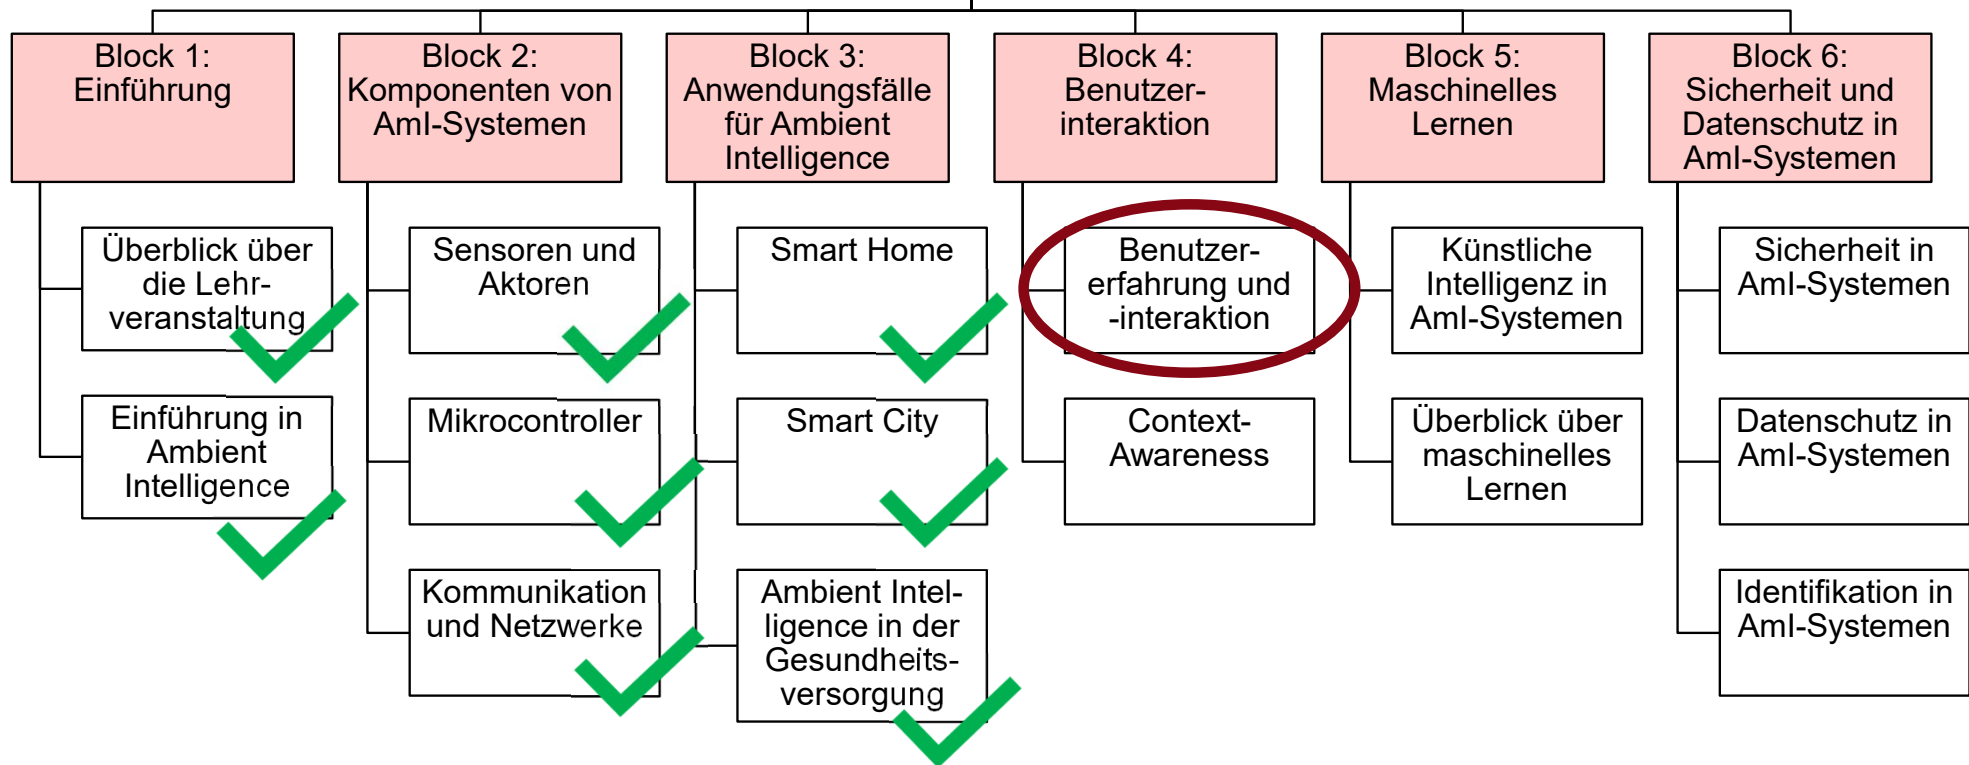 Block 1:
Einführung
Überblick über
die Lehr-
veranstaltung
Einführung in
Ambient
Intelligence
Block 2:
Komponenten von
AmI-Systemen
Sensoren und
Aktoren
Mikrocontroller
Kommunikation
und Netzwerke
Block 3:
Anwendungsfälle
für Ambient
Intelligence
Smart Home
Smart City
Ambient Intel-
ligence in der
Gesundheits-
versorgung
Block 4:
Benutzer-
interaktion
Benutzer-
erfahrung und
-interaktion
Context-
Awareness
Block 5:
Maschinelles
Lernen
Künstliche
Intelligenz in
AmI-Systemen
Überblick über
maschinelles
Lernen
Block 6:
Sicherheit und
Datenschutz in
AmI-Systemen
Sicherheit in
AmI-Systemen
Datenschutz in
AmI-Systemen
Identifikation in
AmI-Systemen